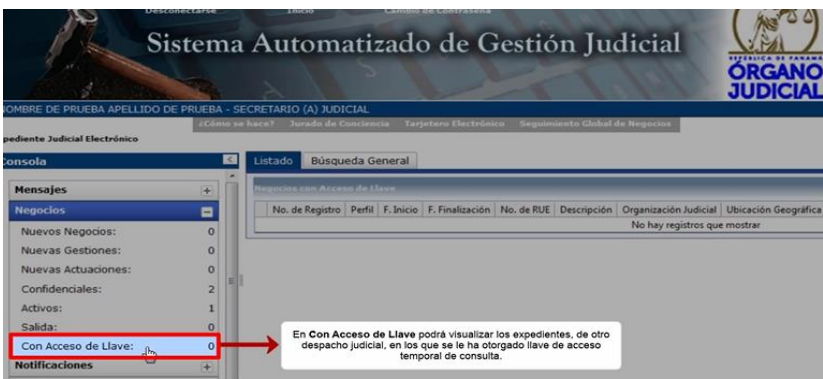 Desconectarse Inicio Cambio de Contraseña
Sistema Automatizado de Gestión Judicial
REPÚBLICA DE PANAMÁ
ÓRGANO
JUDICIAL
NOMBRE DE PRUEBA APELLIDO DE PRUEBA - SECRETARIO (A) JUDICIAL
¿Cómo se hace? Jurado de Conciencia Tarjetero Electrónico Seguimiento Global de Negocios
pediente Judicial Electrónico
Consola
Listado Búsqueda General
Mensajes
Negocios con Acceso de Llave
Negocios
No. de Registro Perfil F. Inicio F. Finalización No. de RUE Descripción Organización Judicial Ubicación Geográfica
No hay registros que mostrar
Nuevos Negocios: 0
Nuevas Gestiones: 0
Nuevas Actuaciones: 0
Confidenciales: 2
Activos: 1
Salida: 0
Con Acceso de Llave: 0
Notificaciones
En Con Acceso de Llave podrá visualizar los expedientes, de otro
despacho judicial, en los que se le ha otorgado llave de acceso
temporal de consulta.